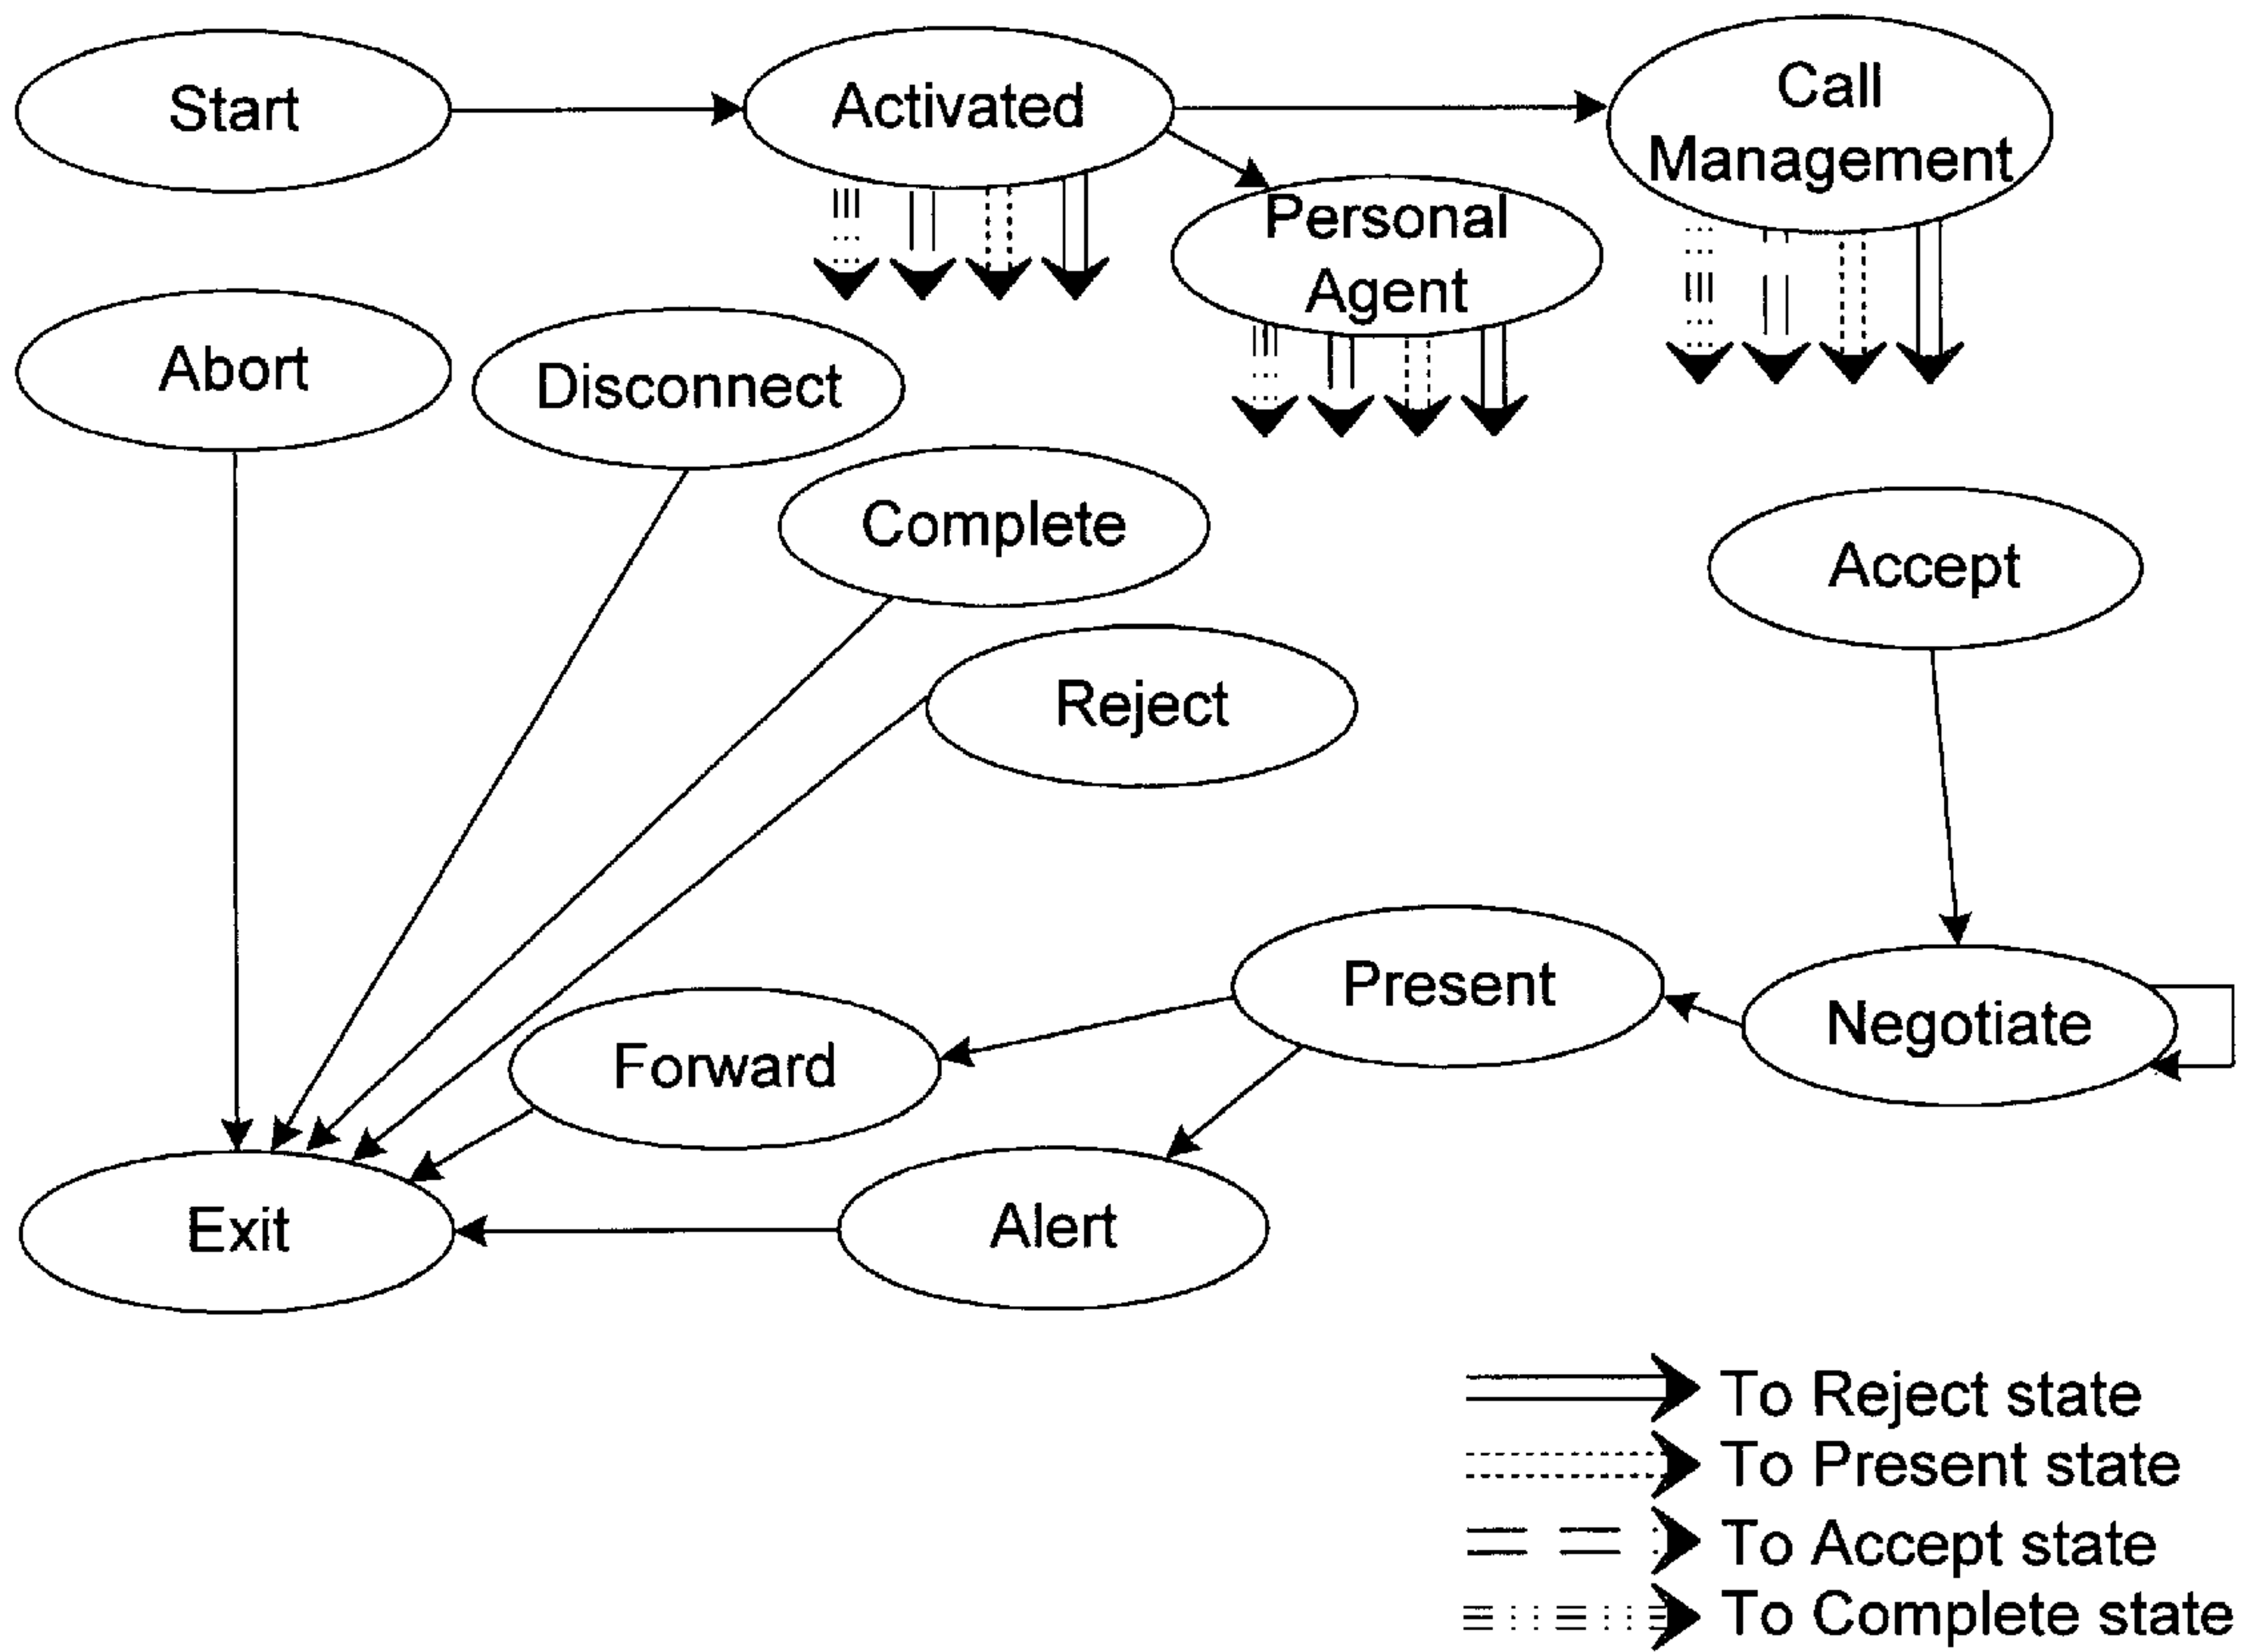 Start
Activated
Call
Management
Personal
Agent
Abort
Disconnect
Complete
Accept
Reject
Present
Negotiate
Forward
Exit
Alert
To Reject state
To Present state
To Accept state
To Complete state